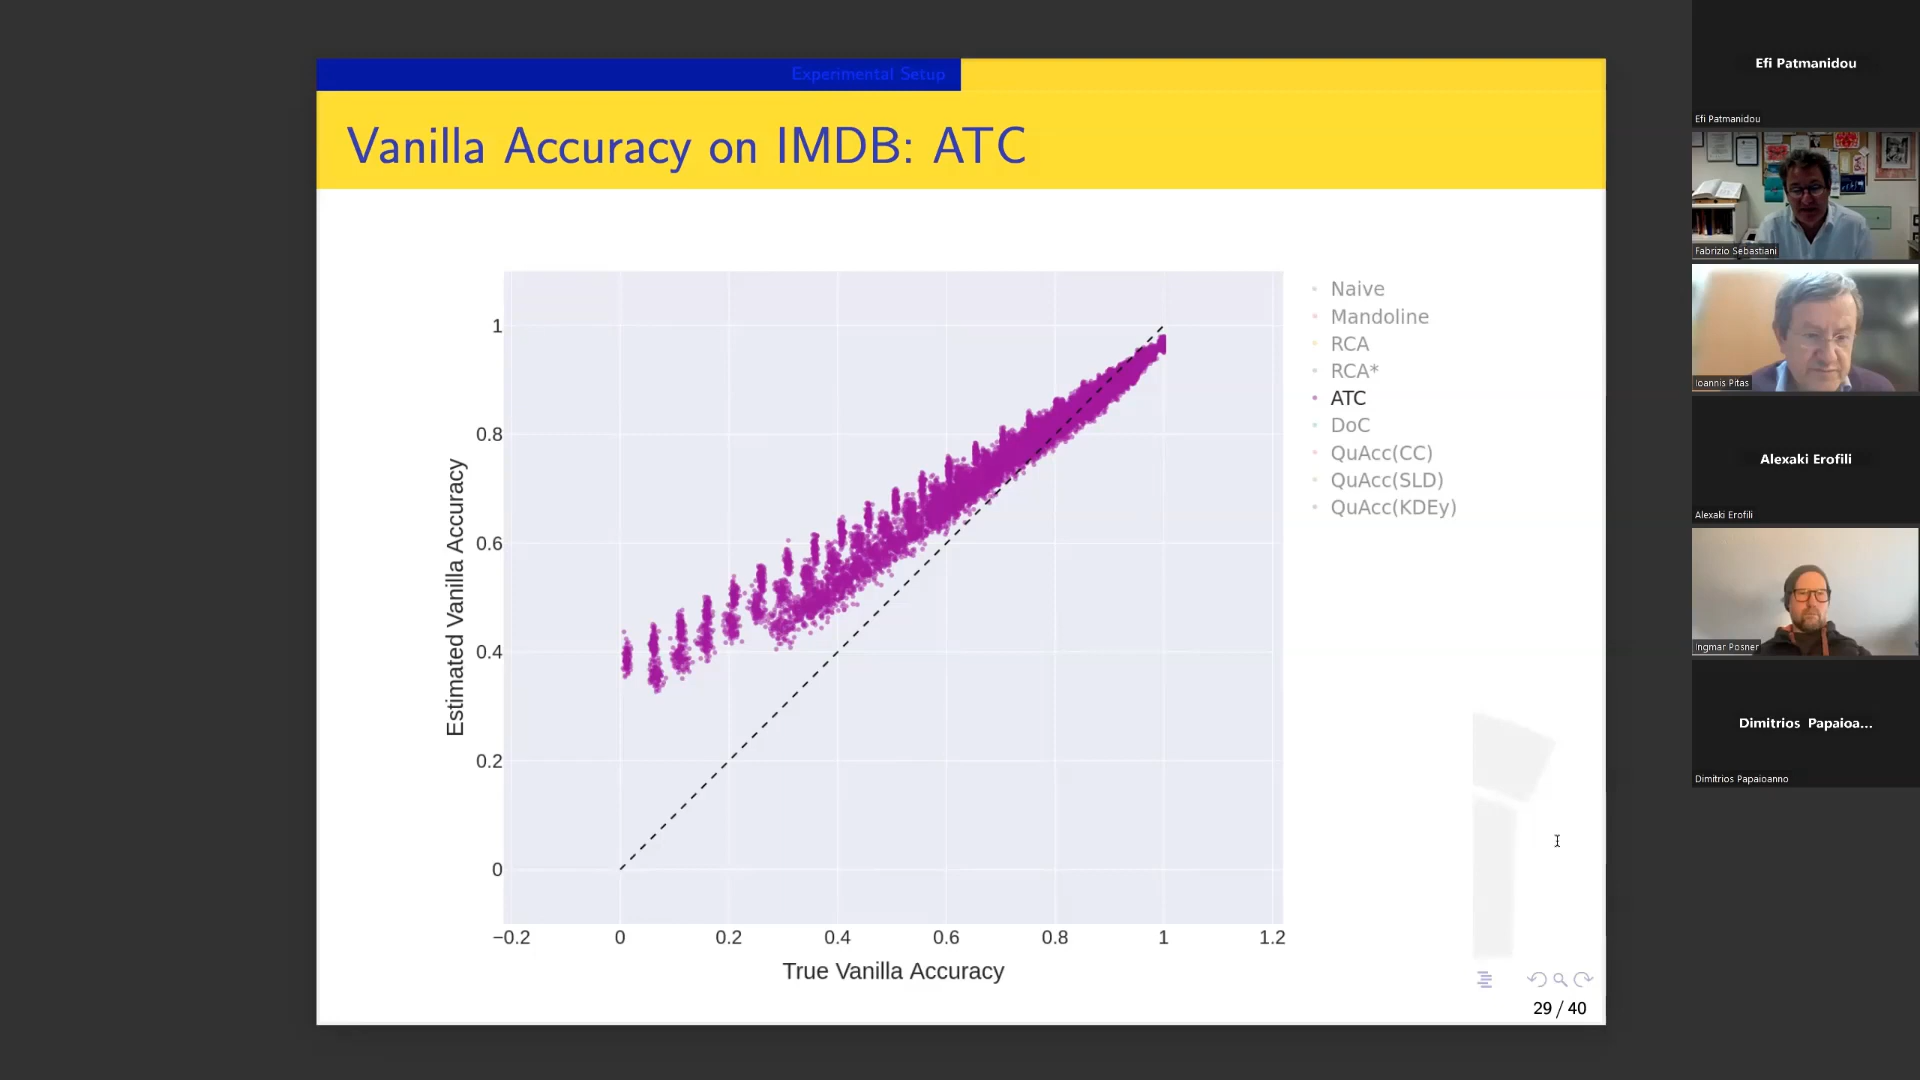 Experimental Setup
Vanilla Accuracy on IMDB: ATC
Naive
Mandoline
RCA
RCA*
ATC
DoC
QuAcc(CC)
QuAcc(SLD)
QuAcc(KDEy)
Estimated Vanilla Accuracy
1
0.8
0.6
0.4
0.2
0
−0.2 0 0.2 0.4 0.6 0.8 1 1.2
True Vanilla Accuracy
29 / 40
Efi Patmanidou
Efi Patmanidou
Fabrizio Sebastiani
Ioannis Pitas
Alexaki Erofili
Alexaki Erofili
Ingmar Posner
Dimitrios Papaioa...
Dimitrios Papaioanno